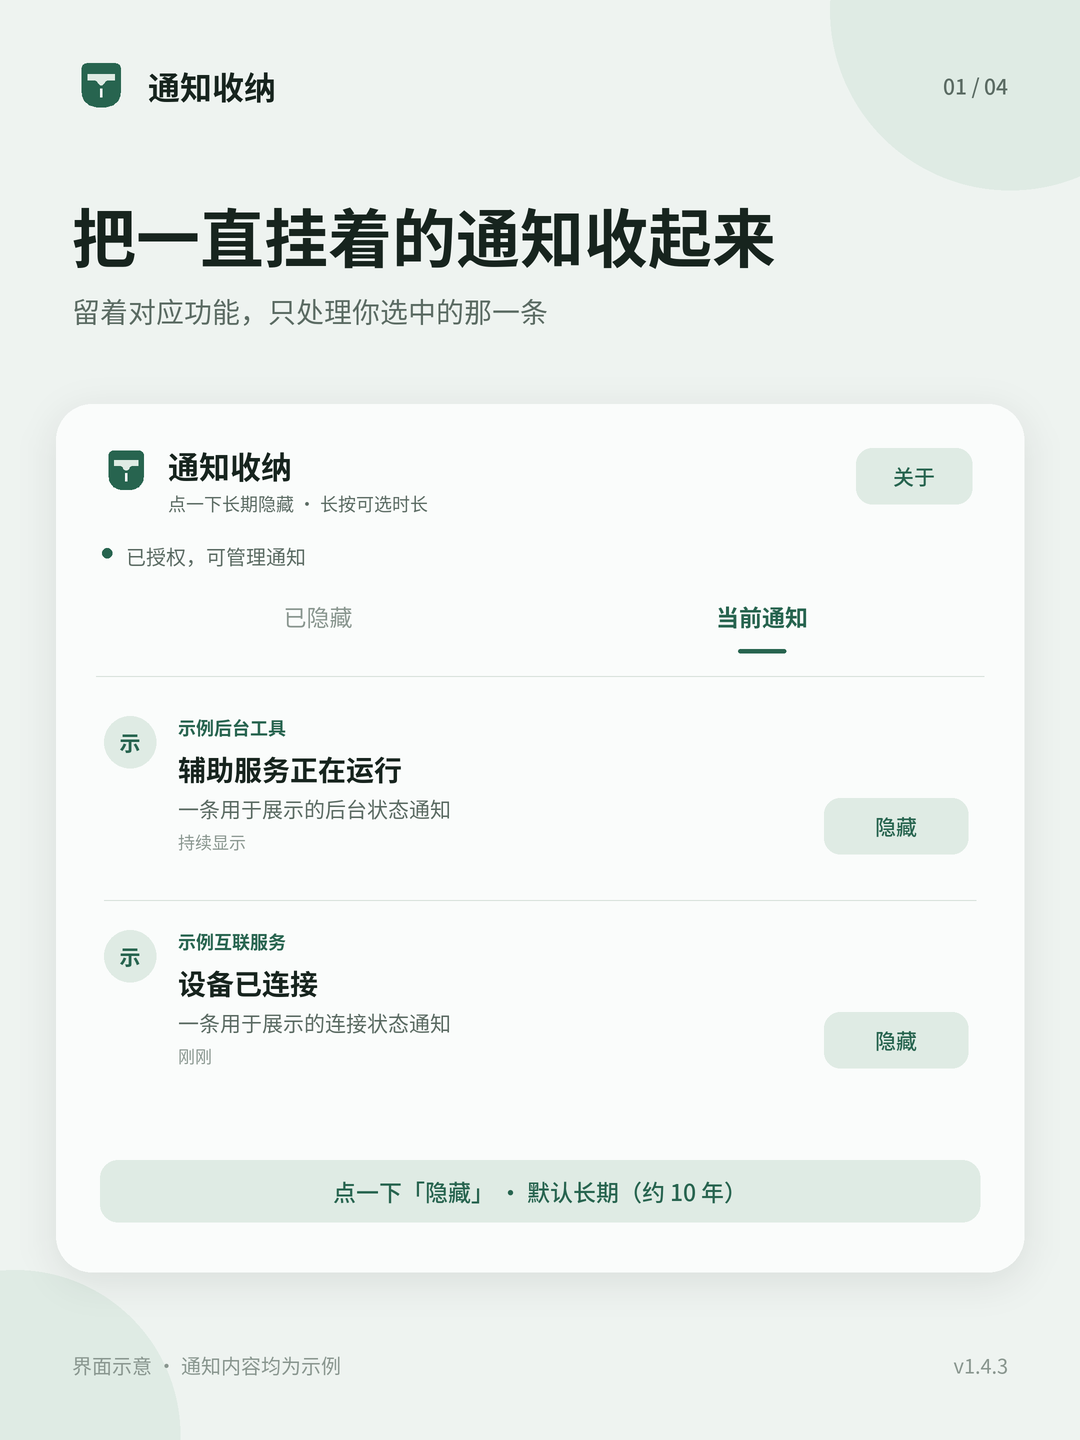 通知收纳
01 / 04
把一直挂着的通知收起来
留着对应功能，只处理你选中的那一条
通知收纳
点一下长期隐藏 · 长按可选时长
关于
已授权，可管理通知
已隐藏
当前通知
示
示例后台工具
辅助服务正在运行
一条用于展示的后台状态通知
持续显示
隐藏
示
示例互联服务
设备已连接
一条用于展示的连接状态通知
刚刚
隐藏
点一下「隐藏」 · 默认长期（约 10 年）
界面示意 · 通知内容均为示例
v1.4.3